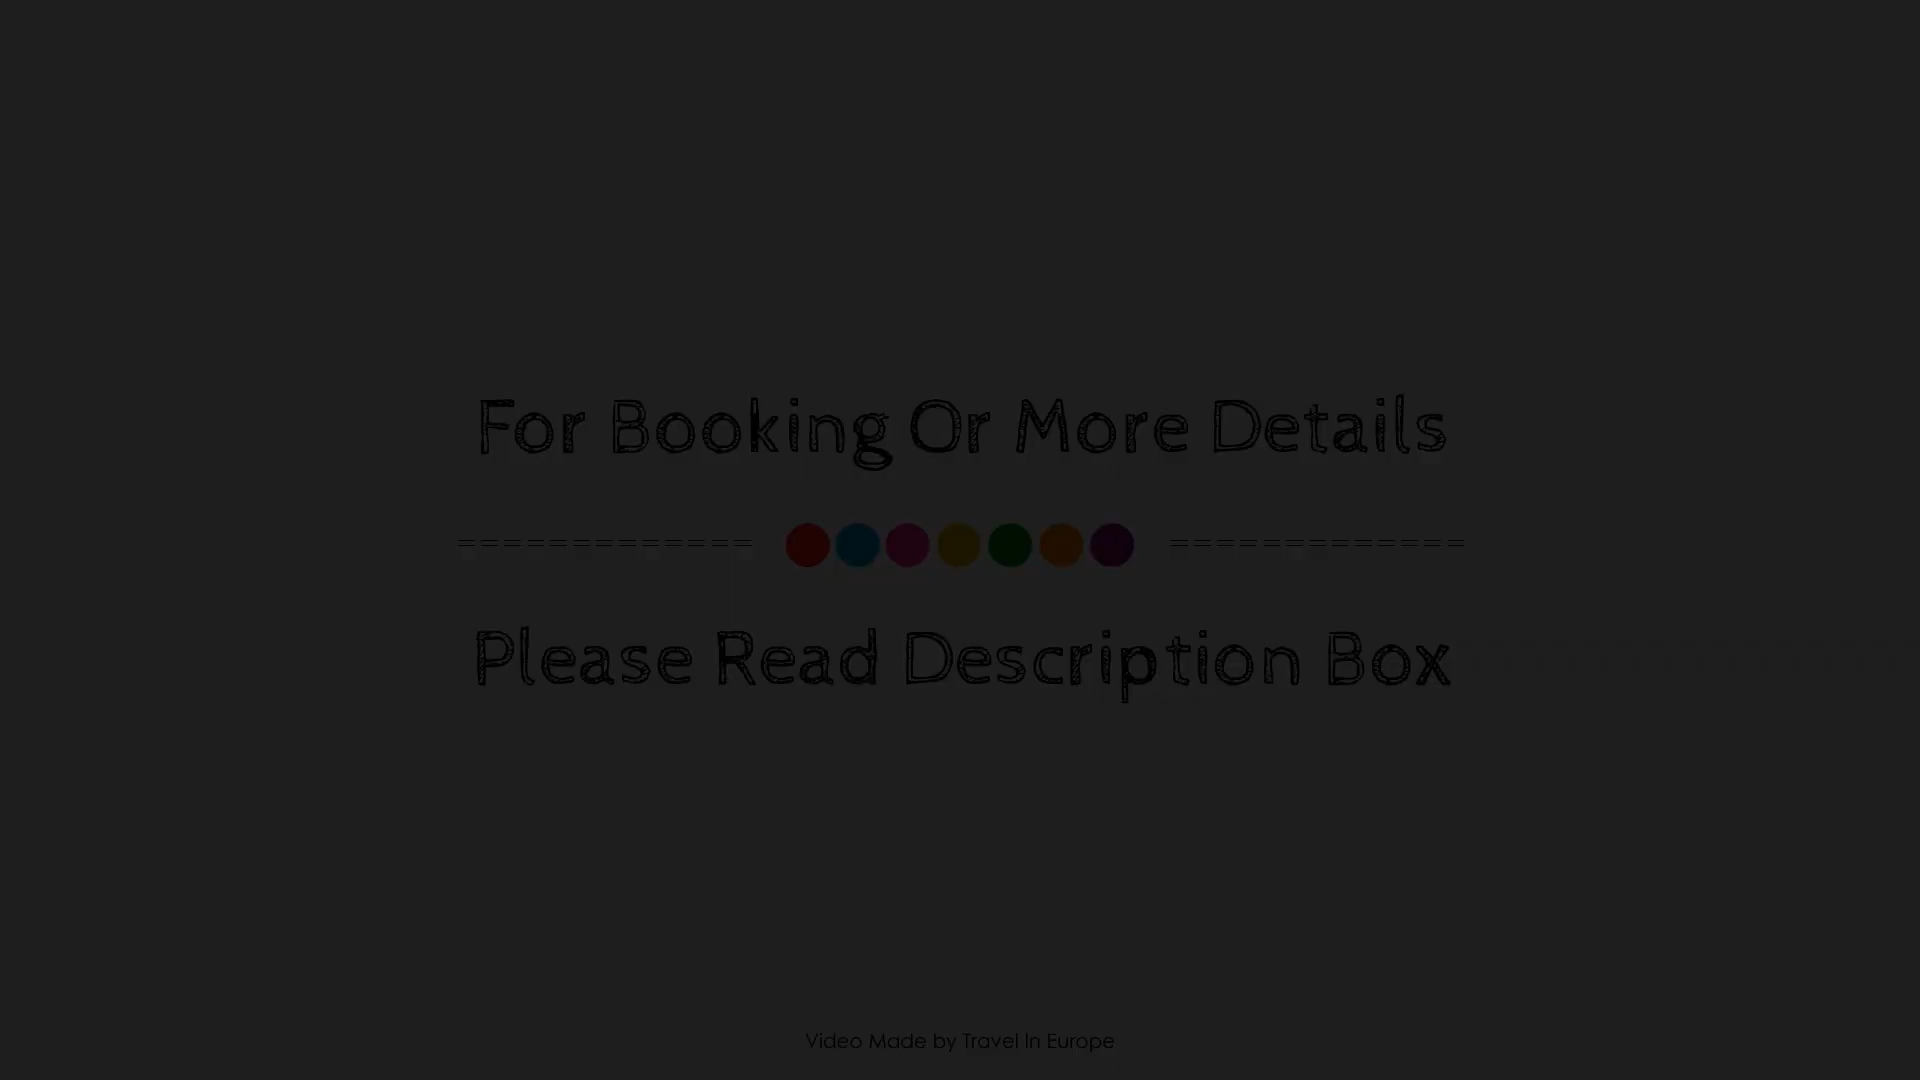 For Booking Or More Details
============= =============
Please Read Description Box
Video Made by Travel In Europe